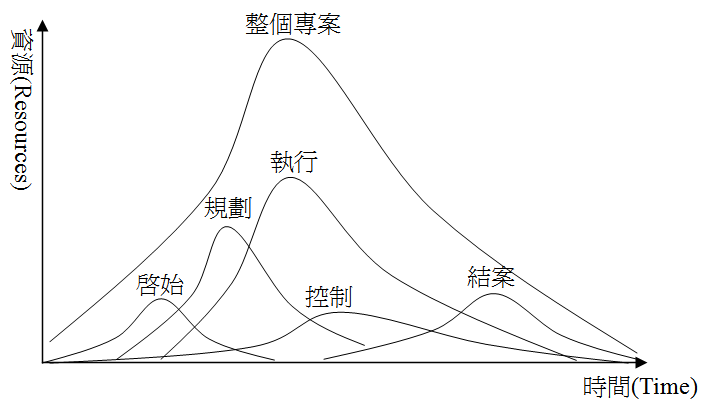 整個專案
資源(Resources)
執行
規劃
啓始
控制
結案
時間(Time)